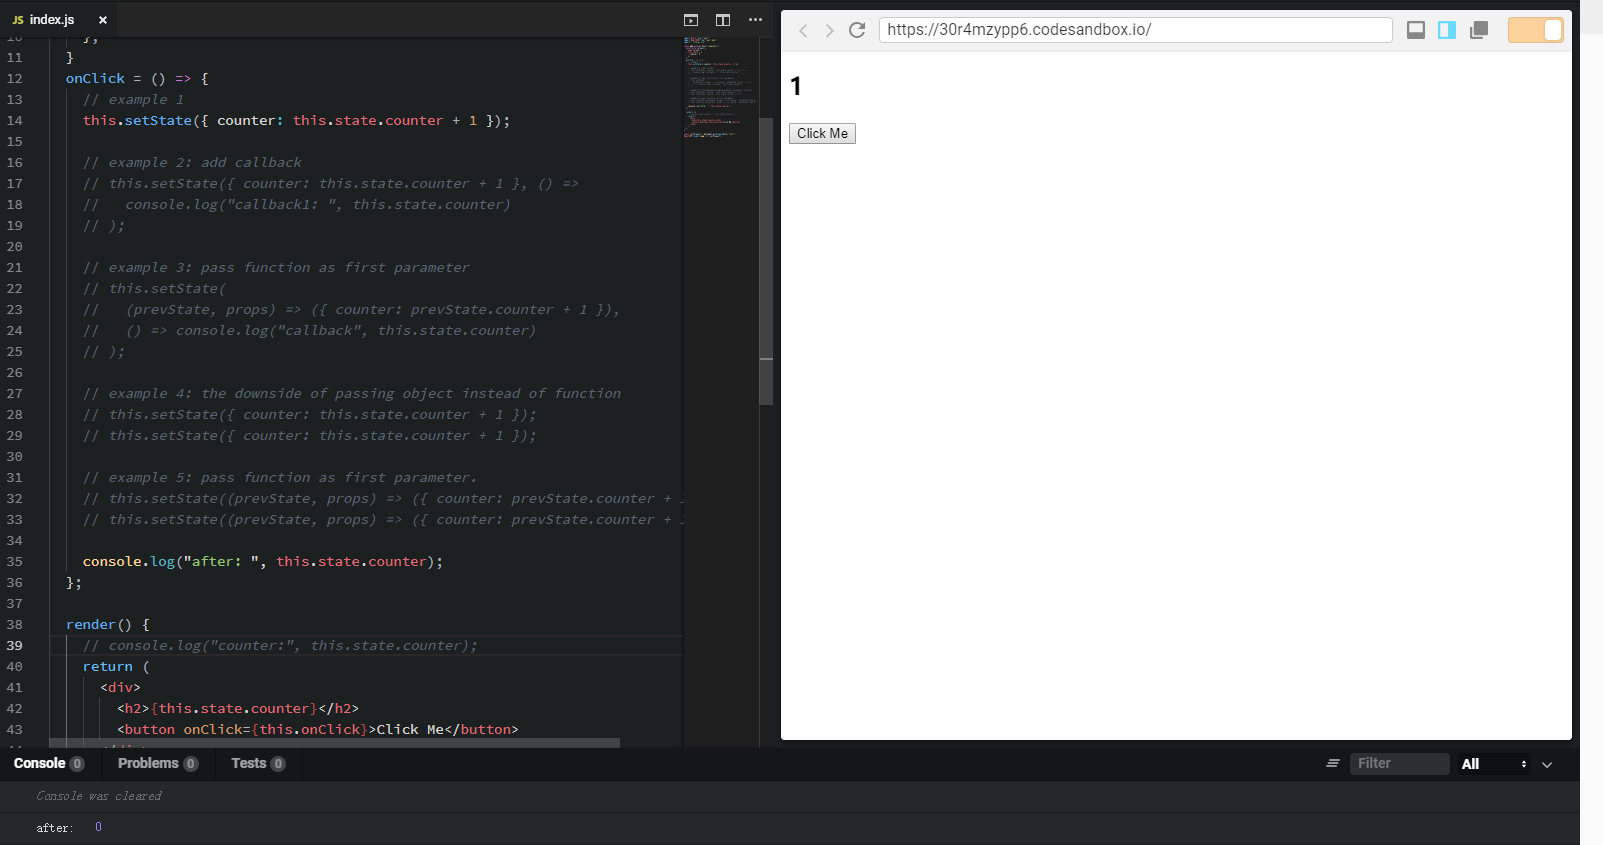 JS index.js ×
https://30r4mzypp6.codesandbox.io/
10 };
11 }
12 onClick = () => {
13 // example 1
14 this.setState({ counter: this.state.counter + 1 });
15
16 // example 2: add callback
17 // this.setState({ counter: this.state.counter + 1 }, () =>
18 //   console.log("callback1: ", this.state.counter)
19 // );
20
21 // example 3: pass function as first parameter
22 // this.setState(
23 //   (prevState, props) => ({ counter: prevState.counter + 1 }),
24 //   () => console.log("callback", this.state.counter)
25 // );
26
27 // example 4: the downside of passing object instead of function
28 // this.setState({ counter: this.state.counter + 1 });
29 // this.setState({ counter: this.state.counter + 1 });
30
31 // example 5: pass function as first parameter.
32 // this.setState((prevState, props) => ({ counter: prevState.counter +
33 // this.setState((prevState, props) => ({ counter: prevState.counter +
34
35 console.log("after: ", this.state.counter);
36 };
37
38 render() {
39 // console.log("counter:", this.state.counter);
40 return (
41 <div>
42 <h2>{this.state.counter}</h2>
43 <button onClick={this.onClick}>Click Me</button>
1
Click Me
Console 0 Problems 0 Tests 0 Filter All
Console was cleared
after: 0